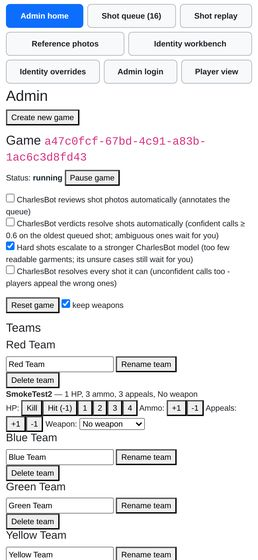 Admin home
Shot queue (16)
Shot replay
Reference photos
Identity workbench
Identity overrides
Admin login
Player view
Admin
Create new game
Game a47c0fcf-67bd-4c91-a83b-
1ac6c3d8fd43
Status: running Pause game
CharlesBot reviews shot photos automatically (annotates the
queue)
CharlesBot verdicts resolve shots automatically (confident calls ≥
0.6 on the oldest queued shot; ambiguous ones wait for you)
Hard shots escalate to a stronger CharlesBot model (too few
readable garments; its unsure cases still wait for you)
CharlesBot resolves every shot it can (unconfident calls too -
players appeal the wrong ones)
Reset game keep weapons
Teams
Red Team
Red Team Rename team
Delete team
SmokeTest2 — 1 HP, 3 ammo, 3 appeals, No weapon
HP: Kill Hit (-1) 1 2 3 4 Ammo: +1 -1 Appeals:
+1 -1 Weapon: No weapon
Blue Team
Blue Team Rename team
Delete team
Green Team
Green Team Rename team
Delete team
Yellow Team
Yellow Team Rename team